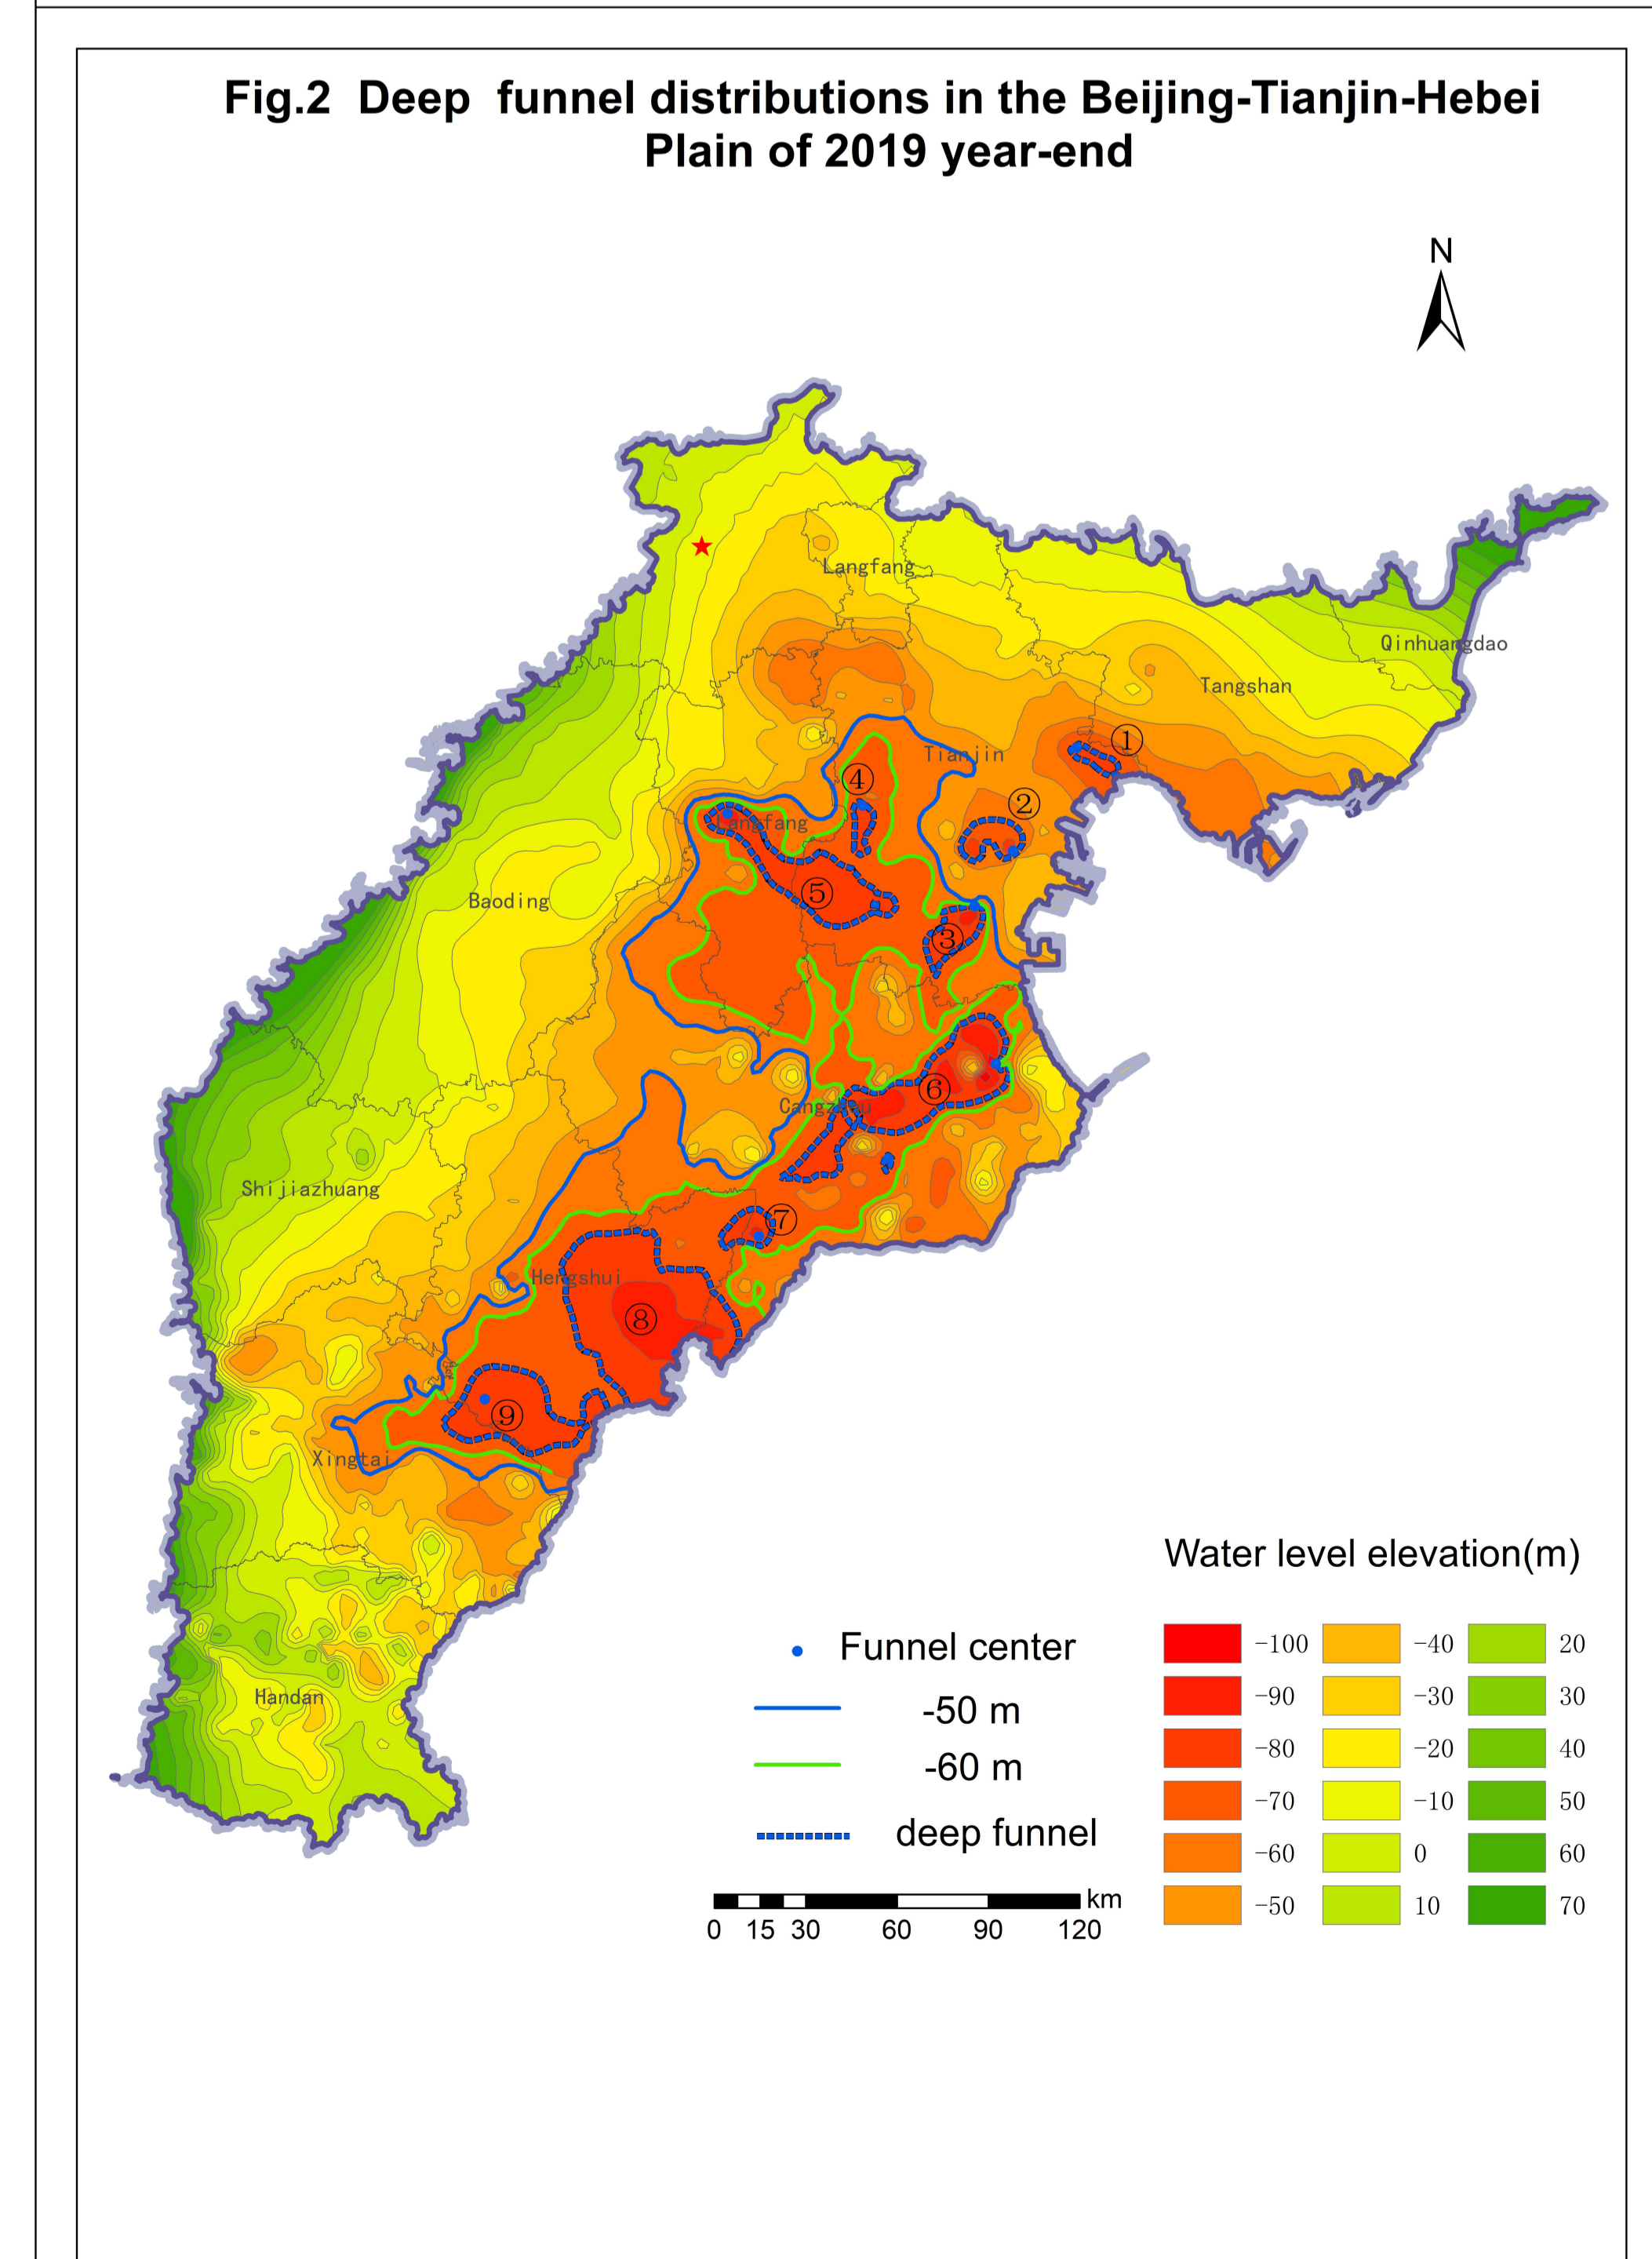 Fig.2 Deep funnel distributions in the Beijing-Tianjin-Hebei
Plain of 2019 year-end
N
Langfang
Qinhuangdao
Tangshan
①
Tianjin
④
②
Langfang
⑤
Baoding
③
⑥
Cangzhou
Shijiazhuang
⑦
Hengshui
⑧
⑨
Xingtai
Handan
Water level elevation(m)
Funnel center
-50 m
-60 m
deep funnel
-100 -40 20
-90 -30 30
-80 -20 40
-70 -10 50
-60 0 60
-50 10 70
km
0 15 30 60 90 120